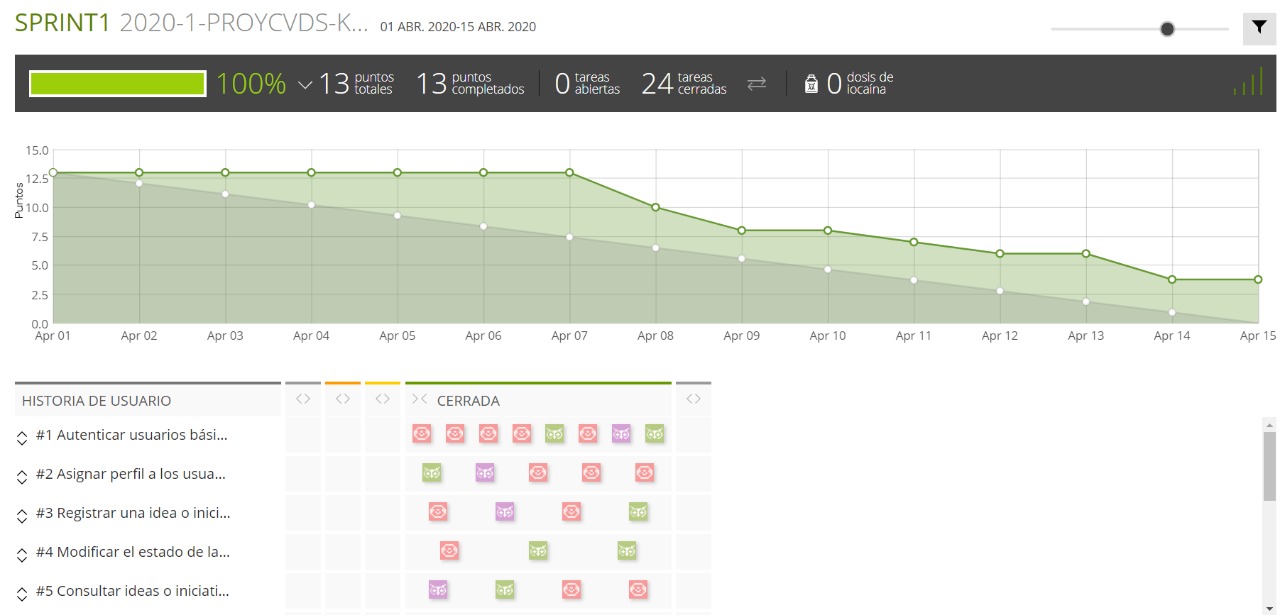 SPRINT1 2020-1-PROYCVDS-K... 01 ABR. 2020-15 ABR. 2020
100% 13 puntos totales 13 puntos completados 0 tareas abiertas 24 tareas cerradas 0 dosis de iocaína
Puntos
15.0
12.5
10.0
7.5
5.0
2.5
0.0
Apr 01 Apr 02 Apr 03 Apr 04 Apr 05 Apr 06 Apr 07 Apr 08 Apr 09 Apr 10 Apr 11 Apr 12 Apr 13 Apr 14 Apr 15
HISTORIA DE USUARIO CERRADA
#1 Autenticar usuarios bási...
#2 Asignar perfil a los usua...
#3 Registrar una idea o inici...
#4 Modificar el estado de la...
#5 Consultar ideas o iniciati...